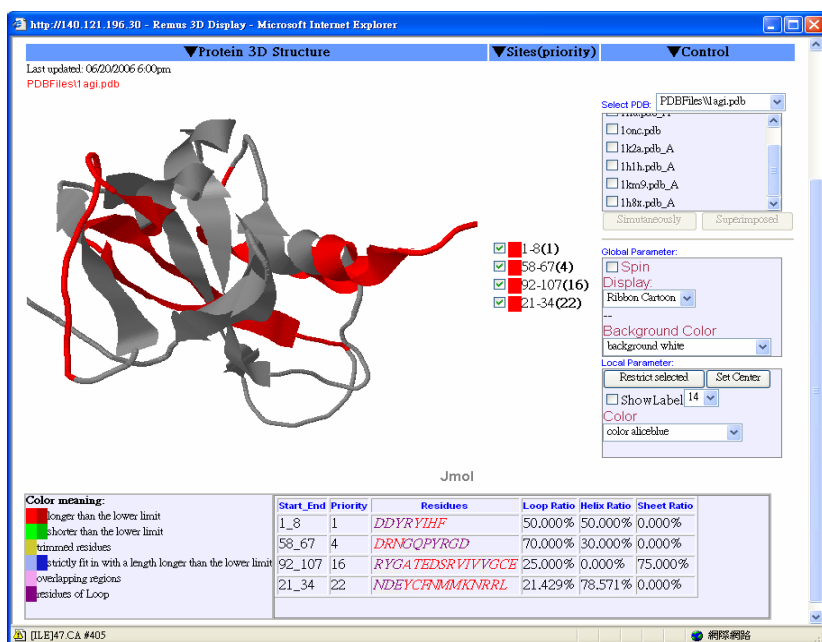 http://140.121.196.30 - Remus 3D Display - Microsoft Internet Explorer
▼Protein 3D Structure ▼Sites(priority) ▼Control
Last updated: 06/20/2006 6:00pm
PDBFiles\1agi.pdb
Select PDB: PDBFiles\\1agi.pdb
1onc.pdb
1k2a.pdb_A
1h1h.pdb_A
1km9.pdb_A
1h8x.pdb_A
Simutaneously Superimposed
1-8(1)
58-67(4)
92-107(16)
21-34(22)
Global Parameter:
Spin
Display:
Ribbon Cartoon
--
Background Color
background white
Local Parameter:
Restrict selected Set Center
ShowLabel 14
Color
color aliceblue
Jmol
Color meaning:
longer than the lower limit
shorter than the lower limit
trimmed residues
strictly fit in with a length longer than the lower limit
overlapping regions
residues of Loop
Start_End Priority Residues Loop Ratio Helix Ratio Sheet Ratio
1_8 1 DDYRYIHF 50.000% 50.000% 0.000%
58_67 4 DRNGQPYRGD 70.000% 30.000% 0.000%
92_107 16 RYGATEDSRVIVVGCE 25.000% 0.000% 75.000%
21_34 22 NDEYCFNMMKNRRL 21.429% 78.571% 0.000%
[ILE]47.CA #405 網際網路